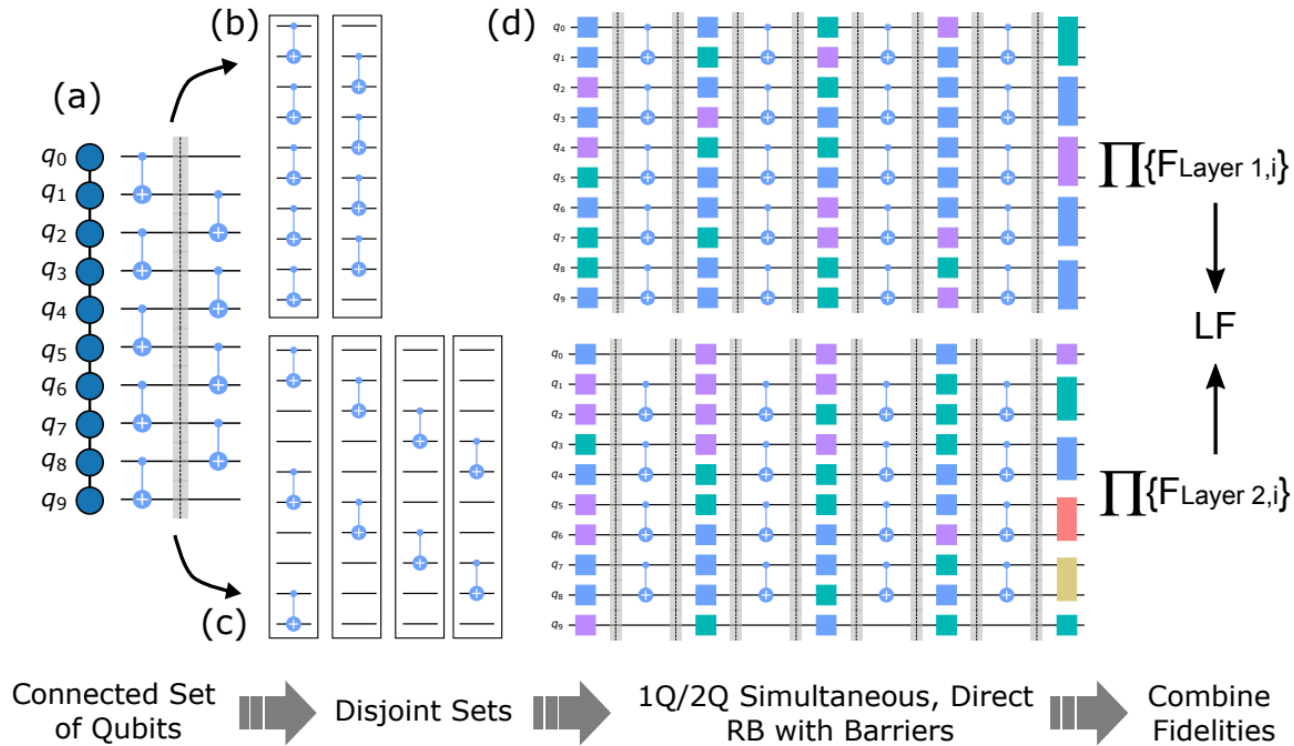 (a)
q0
q1
q2
q3
q4
q5
q6
q7
q8
q9
(b)
(c)
(d)
q0
q1
q2
q3
q4
q5
q6
q7
q8
q9
q0
q1
q2
q3
q4
q5
q6
q7
q8
q9
∏{FLayer 1,i}
LF
∏{FLayer 2,i}
Connected Set
of Qubits
Disjoint Sets
1Q/2Q Simultaneous, Direct
RB with Barriers
Combine
Fidelities